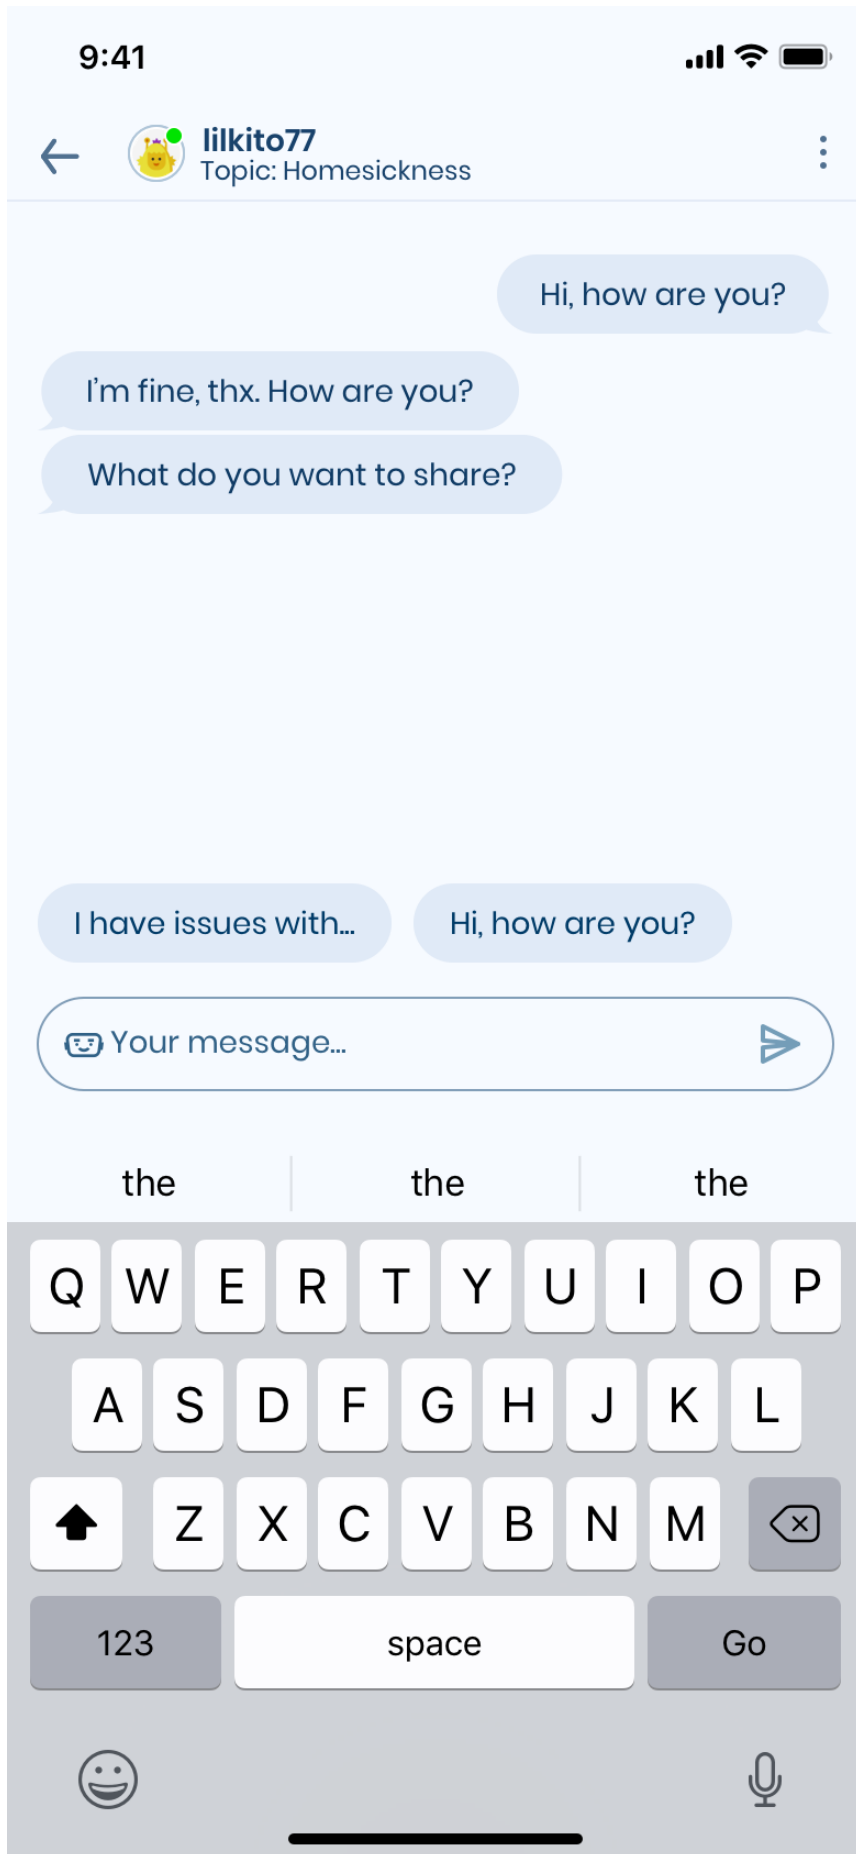 9:41
lilkito77
Topic: Homesickness
Hi, how are you?
I'm fine, thx. How are you?
What do you want to share?
I have issues with...
Hi, how are you?
Your message...
the the the
Q W E R T Y U I O P
A S D F G H J K L
Z X C V B N M
123 space Go